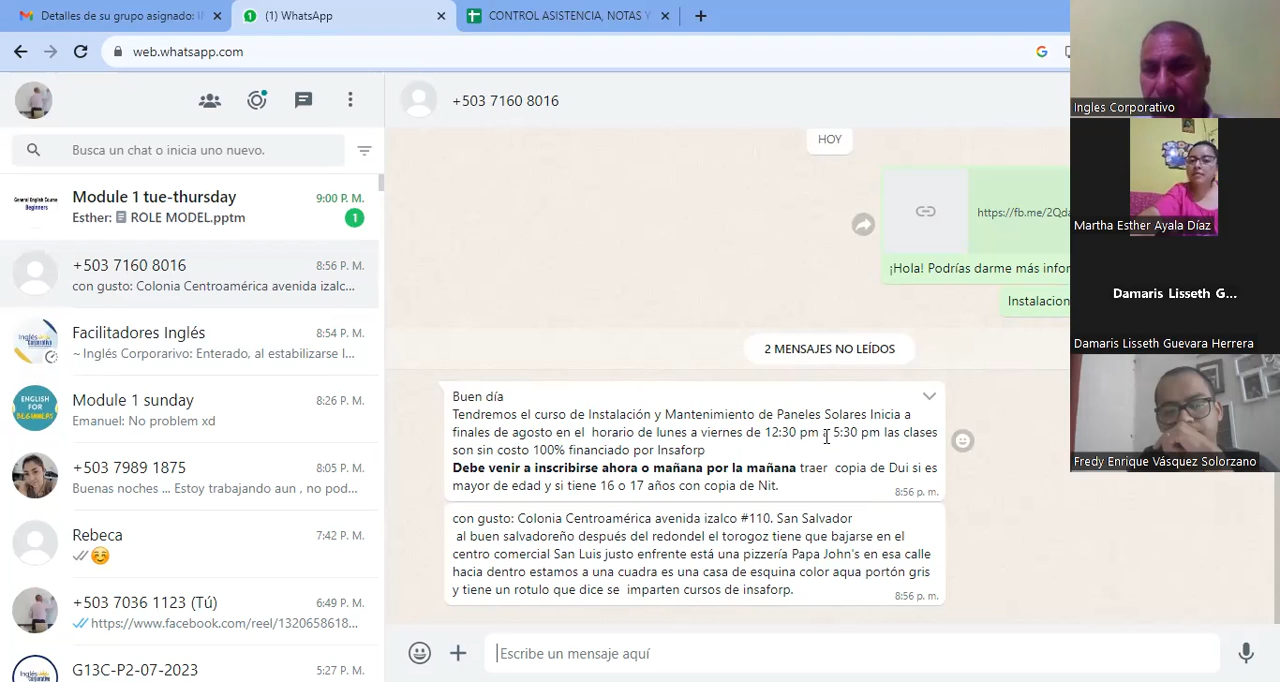 Detalles de su grupo asignado: I
(1) WhatsApp
CONTROL ASISTENCIA, NOTAS Y
web.whatsapp.com
Busca un chat o inicia uno nuevo.
Module 1 tue-thursday
9:00 P. M.
Esther: ROLE MODEL.pptm
1
+503 7160 8016
8:56 P. M.
con gusto: Colonia Centroamérica avenida izalc...
Facilitadores Inglés
8:54 P. M.
~ Inglés Corporativo: Enterado, al estabilizarse l...
Module 1 sunday
8:26 P. M.
Emanuel: No problem xd
+503 7989 1875
8:05 P. M.
Buenas noches ... Estoy trabajando aun , no pod...
Rebeca
7:42 P. M.
+503 7036 1123 (Tú)
6:49 P. M.
https://www.facebook.com/reel/1320658618...
G13C-P2-07-2023
5:27 P. M.
+503 7160 8016
HOY
https://fb.me/2Qda
¡Hola! Podrías darme más infor
Instalacion
2 MENSAJES NO LEÍDOS
Buen día
Tendremos el curso de Instalación y Mantenimiento de Paneles Solares Inicia a
finales de agosto en el horario de lunes a viernes de 12:30 pm a 5:30 pm las clases
son sin costo 100% financiado por Insaforp
Debe venir a inscribirse ahora o mañana por la mañana traer copia de Dui si es
mayor de edad y si tiene 16 o 17 años con copia de Nit.
8:56 p. m.
con gusto: Colonia Centroamérica avenida izalco #110. San Salvador
al buen salvadoreño después del redondel el torogoz tiene que bajarse en el
centro comercial San Luis justo enfrente está una pizzería Papa John's en esa calle
hacia dentro estamos a una cuadra es una casa de esquina color aqua portón gris
y tiene un rotulo que dice se imparten cursos de insaforp.
8:56 p. m.
Escribe un mensaje aquí
Ingles Corporativo
Martha Esther Ayala Díaz
Damaris Lisseth G...
Damaris Lisseth Guevara Herrera
Fredy Enrique Vásquez Solorzano
General English Course
Beginners
ENGLISH
FOR
BEGINNERS